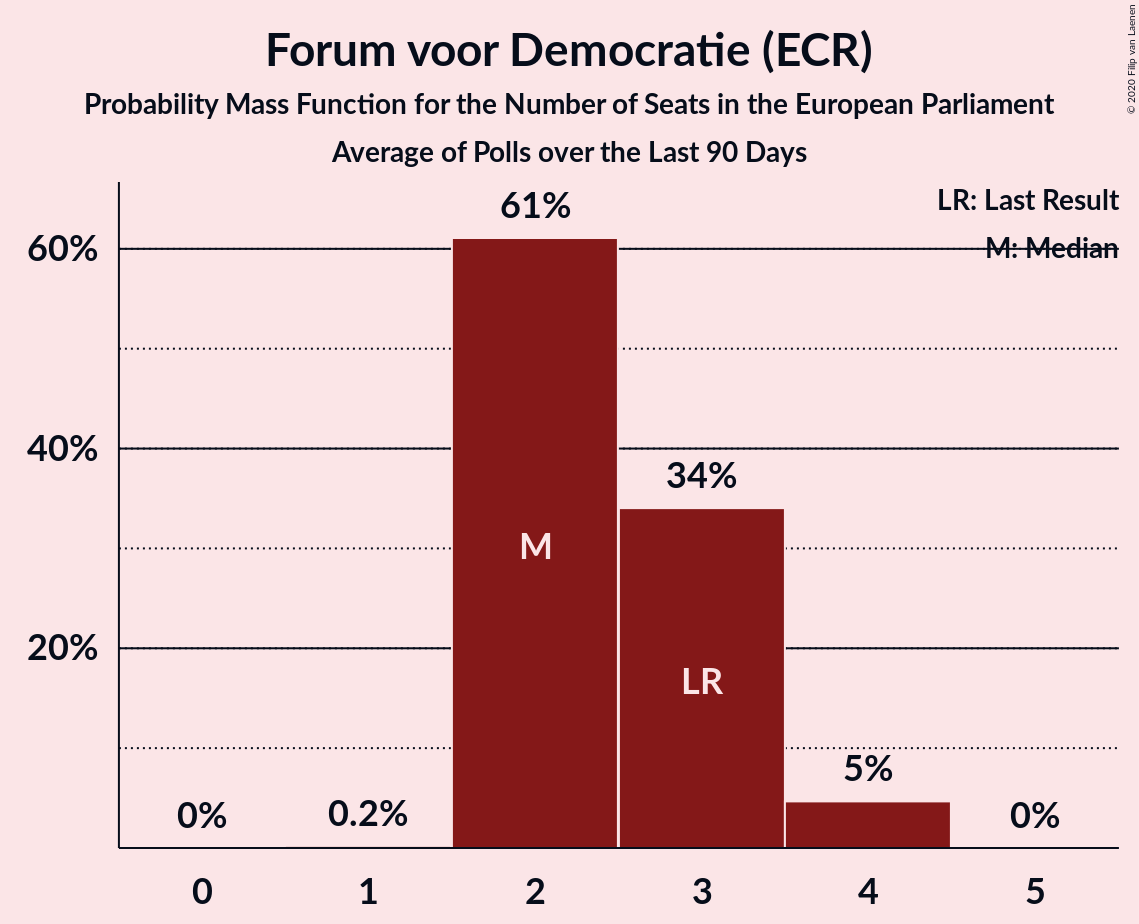 Forum voor Democratie (ECR)
Probability Mass Function for the Number of Seats in the European Parliament
Average of Polls over the Last 90 Days
© 2020 Filip van Laenen
LR: Last Result
M: Median
61%
60%
40%
34%
M
20%
LR
5%
0%
0.2%
0%
0
1
2
3
4
5